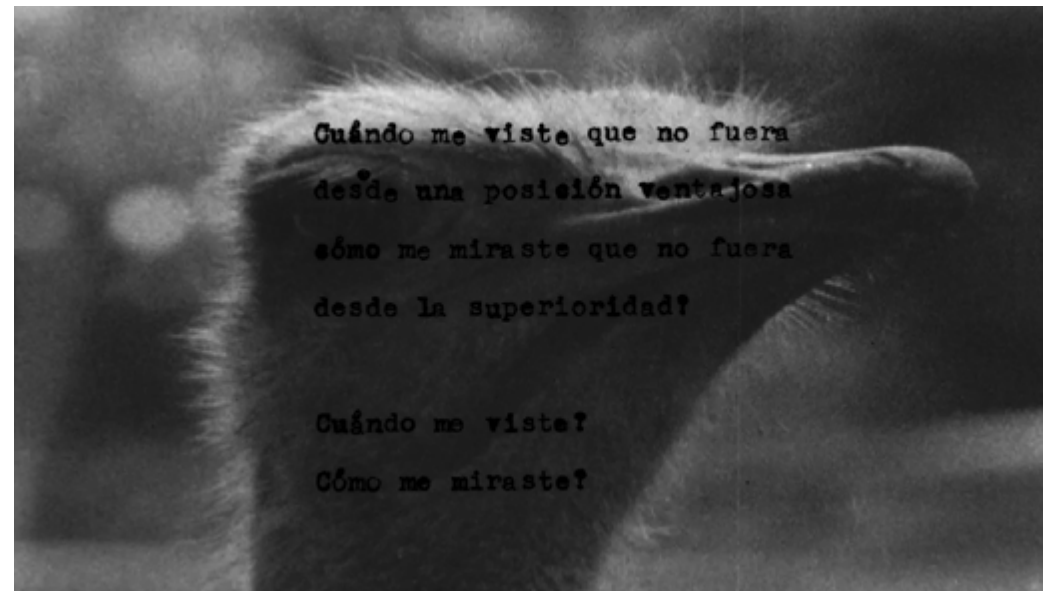 Cuándo me viste que no fuera
desde una posición ventajosa
cómo me miraste que no fuera
desde la superioridad?
Cuándo me viste?
Cómo me miraste?